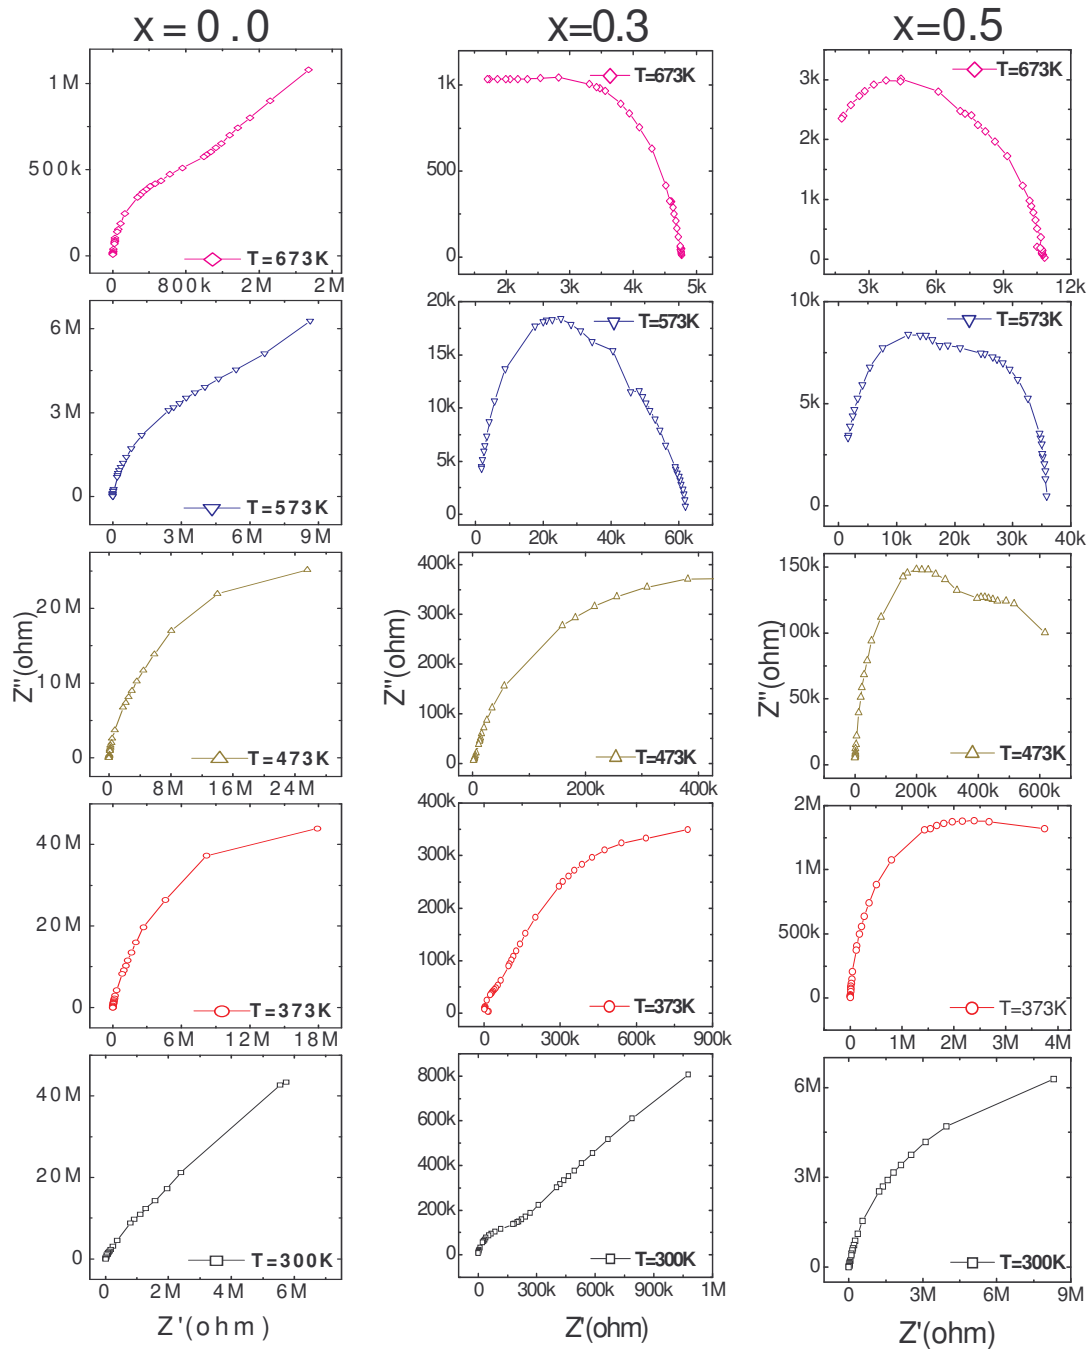 x = 0.0 x=0.3 x=0.5
1M
500k
0
T=673K
0 800k 2M 2M
1k
500
0
T=673K
2k 3k 4k 5k
3k
2k
1k
0
T=673K
3k 6k 9k 12k
6M
3M
0
T=573K
0 3M 6M 9M
20k
15k
10k
5k
0
T=573K
0 20k 40k 60k
10k
5k
0
T=573K
0 10k 20k 30k 40k
Z''(ohm)
20M
10M
0
T=473K
0 8M 16M 24M
Z''(ohm)
400k
300k
200k
100k
0
T=473K
0 200k 400k
Z''(ohm)
150k
100k
50k
0
T=473K
0 200k 400k 600k
40M
20M
0
T=373K
0 6M 12M 18M
400k
300k
200k
100k
0
T=373K
0 300k 600k 900k
2M
1M
500k
0
T=373K
0 1M 2M 3M 4M
40M
20M
0
T=300K
0 2M 4M 6M
Z'(ohm)
800k
600k
400k
200k
0
T=300K
0 300k 600k 900k 1M
Z'(ohm)
6M
3M
0
T=300K
0 3M 6M 9M
Z'(ohm)